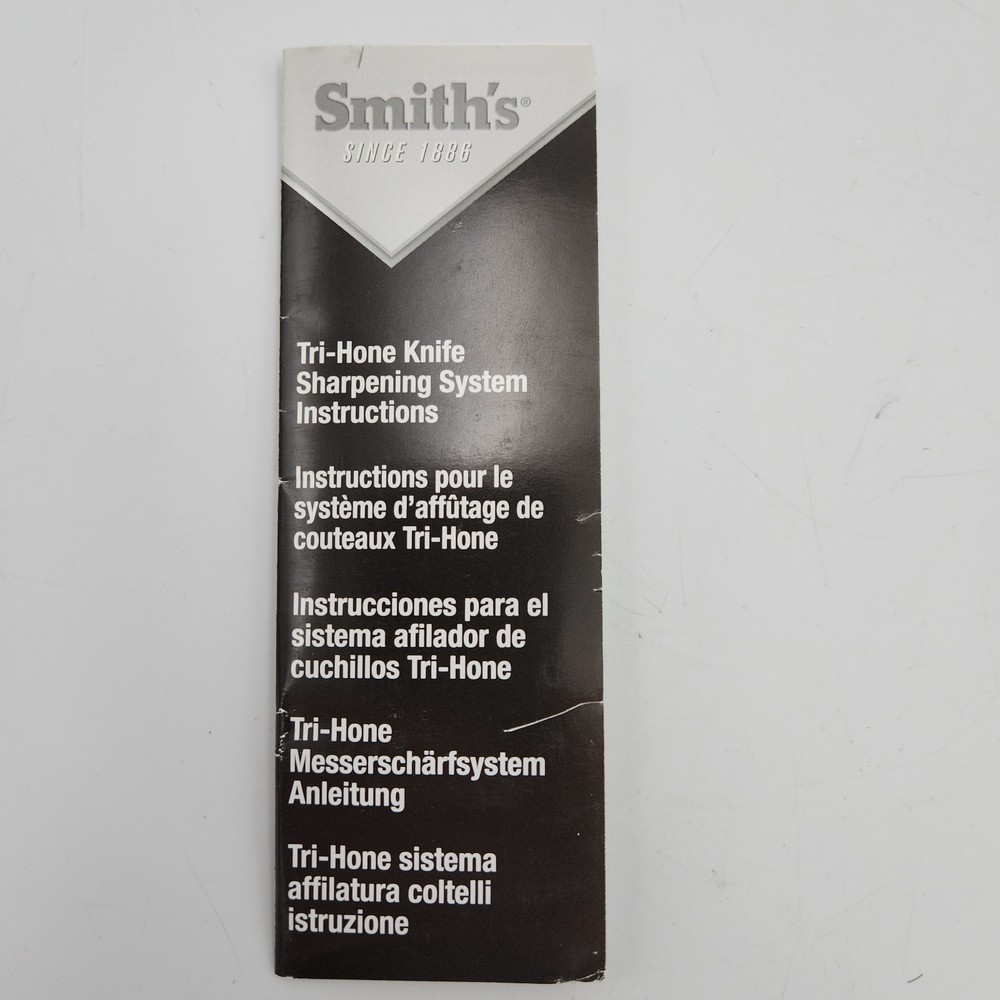 Smith's®
SINCE 1886
Tri-Hone Knife
Sharpening System
Instructions
Instructions pour le
système d'affûtage de
couteaux Tri-Hone
Instrucciones para el
sistema afilador de
cuchillos Tri-Hone
Tri-Hone
Messerschärfsystem
Anleitung
Tri-Hone sistema
affilatura coltelli
istruzione